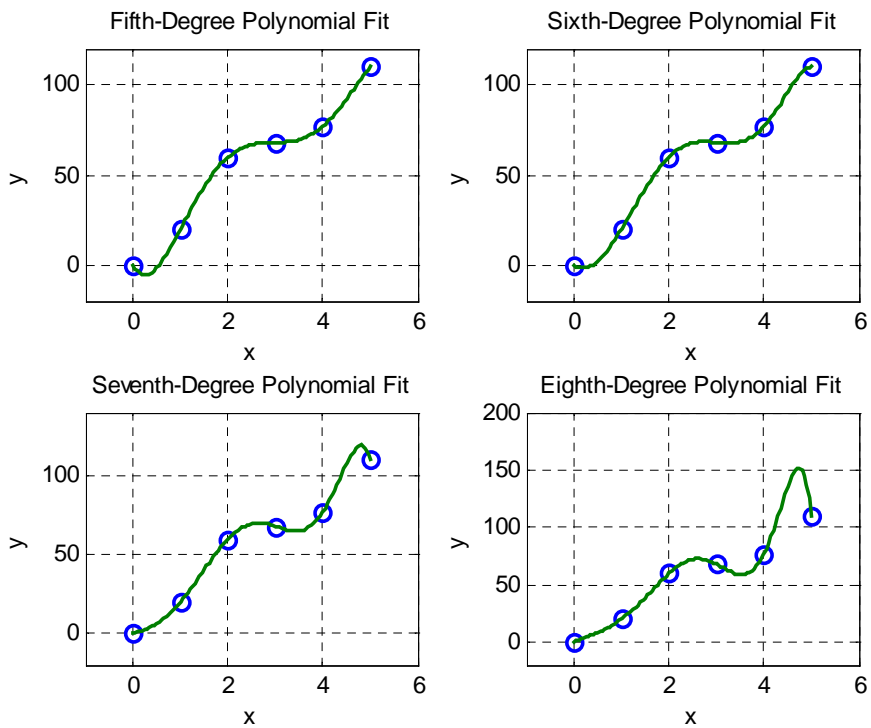 Fifth-Degree Polynomial Fit
100
50
0
y
0 2 4 6
x
Sixth-Degree Polynomial Fit
100
50
0
y
0 2 4 6
x
Seventh-Degree Polynomial Fit
100
50
0
y
0 2 4 6
x
Eighth-Degree Polynomial Fit
200
150
100
50
0
y
0 2 4 6
x